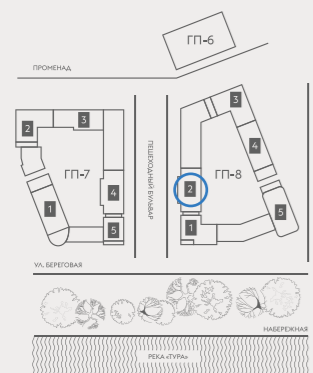 ГП-6
ПРОМЕНАД
3
2
3
ПЕШЕХОДНЫЙ БУЛЬВАР
ГП-7
4
ГП-8
4
2
1
5
1
5
УЛ. БЕРЕГОВАЯ
НАБЕРЕЖНАЯ
РЕКА «ТУРА»